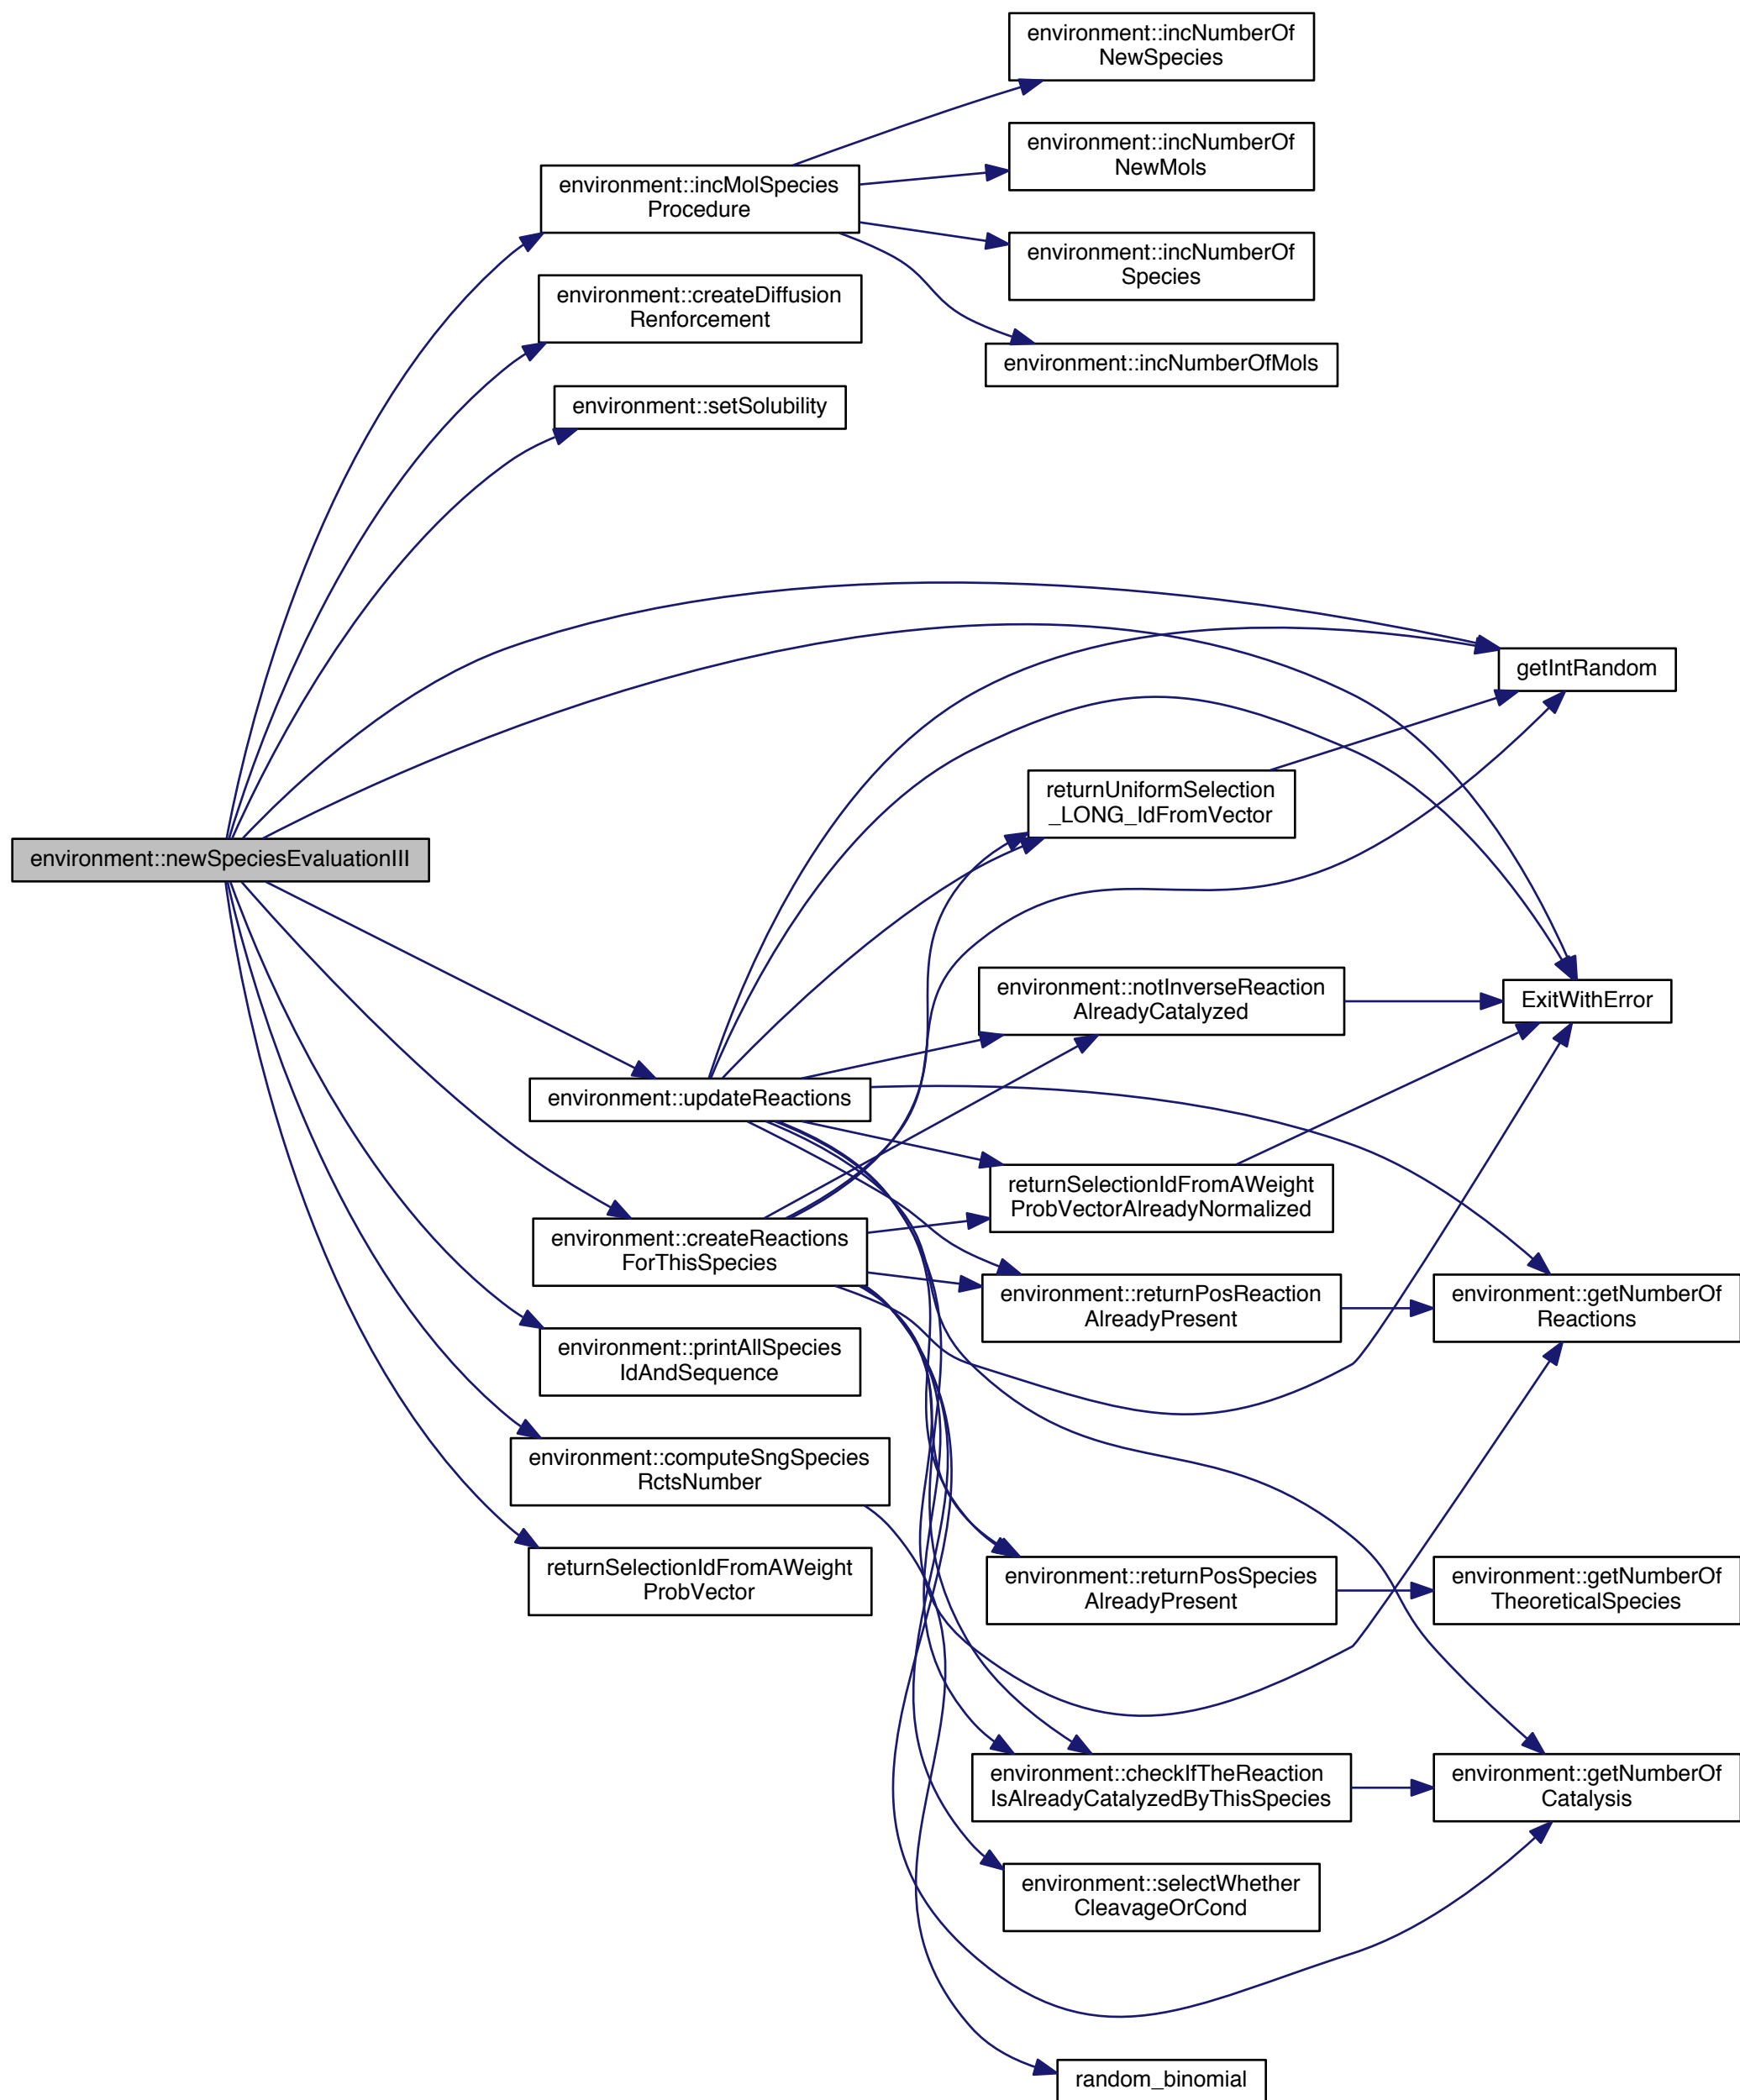 environment::incNumberOf
NewSpecies
environment::incNumberOf
NewMols
environment::incMolSpecies
Procedure
environment::incNumberOf
Species
environment::createDiffusion
Renforcement
environment::incNumberOfMols
environment::setSolubility
getIntRandom
returnUniformSelection
_LONG_IdFromVector
environment::newSpeciesEvaluationIII
environment::notInverseReaction
AlreadyCatalyzed
ExitWithError
environment::updateReactions
returnSelectionIdFromAWeight
ProbVectorAlreadyNormalized
environment::createReactions
ForThisSpecies
environment::returnPosReaction
AlreadyPresent
environment::getNumberOf
Reactions
environment::printAllSpecies
IdAndSequence
environment::computeSngSpecies
RctsNumber
returnSelectionIdFromAWeight
ProbVector
environment::returnPosSpecies
AlreadyPresent
environment::getNumberOf
TheoreticalSpecies
environment::checkIfTheReaction
IsAlreadyCatalyzedByThisSpecies
environment::getNumberOf
Catalysis
environment::selectWhether
CleavageOrCond
random_binomial